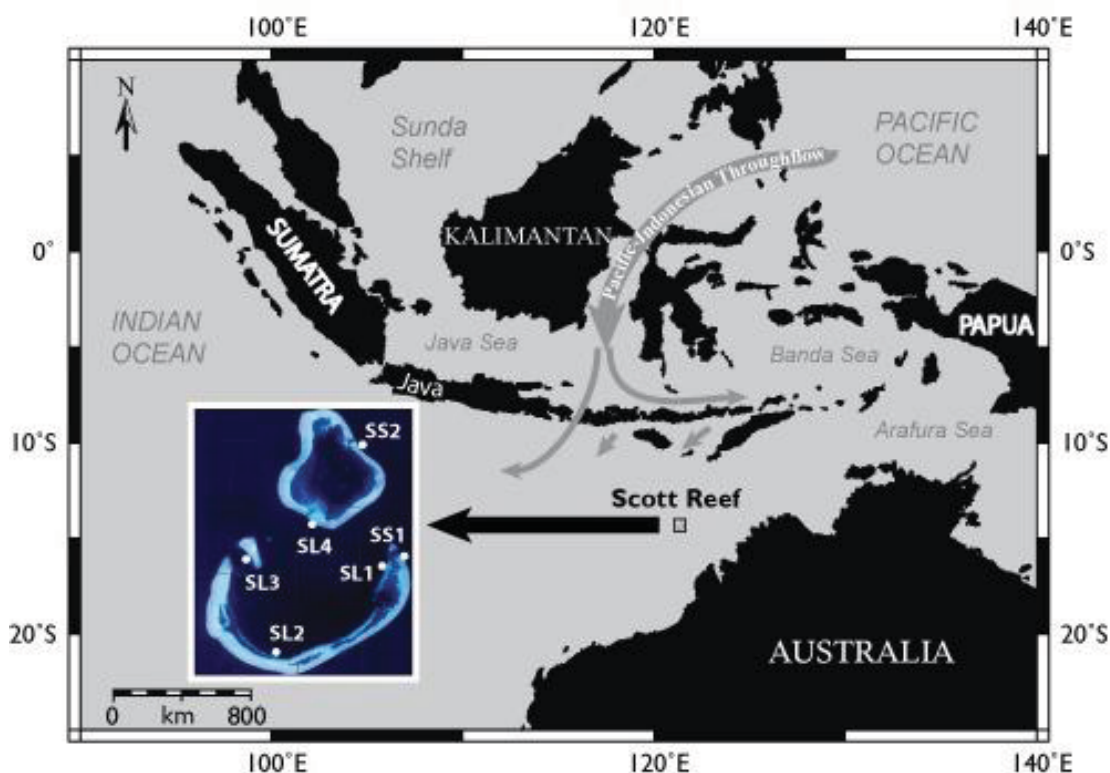 100°E 120°E 140°E
N
Sunda
Shelf
PACIFIC
OCEAN
Pacific-Indonesian Throughflow
KALIMANTAN
SUMATRA
0° 0°S
INDIAN
OCEAN
Java Sea
Banda Sea
PAPUA
Java
Arafura Sea
10°S 10°S
SS2
Scott Reef
SL4
SS1
SL3
SL1
SL2
20°S 20°S
AUSTRALIA
0 km 800
100°E 120°E 140°E